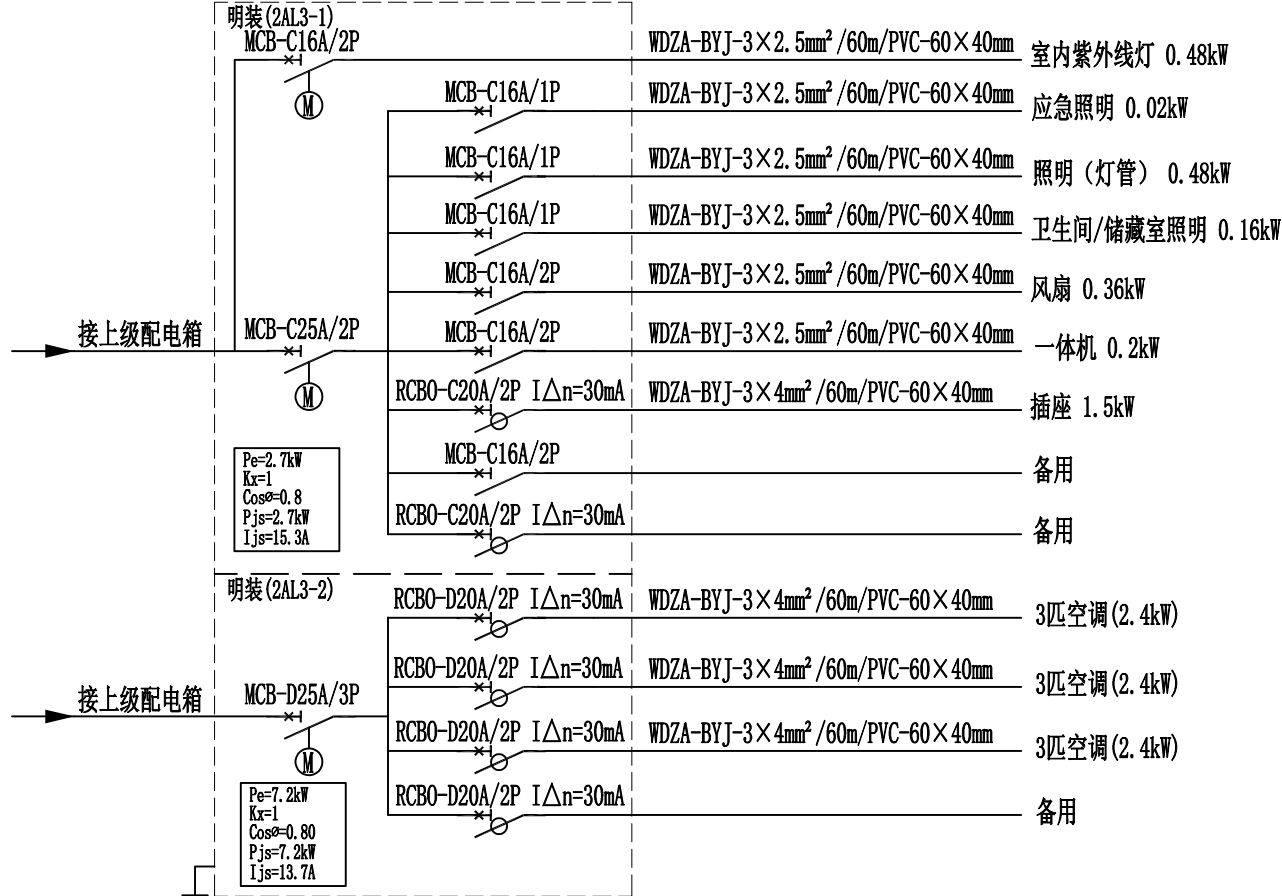 明装(2AL3-1)
MCB-C16A/2P
WDZA-BYJ-3×2.5mm²/60m/PVC-60×40mm
室内紫外线灯 0.48kW
M
MCB-C16A/1P
WDZA-BYJ-3×2.5mm²/60m/PVC-60×40mm
应急照明 0.02kW
MCB-C16A/1P
WDZA-BYJ-3×2.5mm²/60m/PVC-60×40mm
照明（灯管） 0.48kW
MCB-C16A/1P
WDZA-BYJ-3×2.5mm²/60m/PVC-60×40mm
卫生间/储藏室照明 0.16kW
MCB-C16A/2P
WDZA-BYJ-3×2.5mm²/60m/PVC-60×40mm
风扇 0.36kW
接上级配电箱
MCB-C25A/2P
M
MCB-C16A/2P
WDZA-BYJ-3×2.5mm²/60m/PVC-60×40mm
一体机 0.2kW
RCBO-C20A/2P I△n=30mA
WDZA-BYJ-3×4mm²/60m/PVC-60×40mm
插座 1.5kW
MCB-C16A/2P
备用
RCBO-C20A/2P I△n=30mA
备用
Pe=2.7kW
Kx=1
Cosø=0.8
Pjs=2.7kW
Ijs=15.3A
明装(2AL3-2)
RCBO-D20A/2P I△n=30mA
WDZA-BYJ-3×4mm²/60m/PVC-60×40mm
3匹空调(2.4kW)
RCBO-D20A/2P I△n=30mA
WDZA-BYJ-3×4mm²/60m/PVC-60×40mm
3匹空调(2.4kW)
接上级配电箱
MCB-D25A/3P
M
RCBO-D20A/2P I△n=30mA
WDZA-BYJ-3×4mm²/60m/PVC-60×40mm
3匹空调(2.4kW)
RCBO-D20A/2P I△n=30mA
备用
Pe=7.2kW
Kx=1
Cosø=0.80
Pjs=7.2kW
Ijs=13.7A